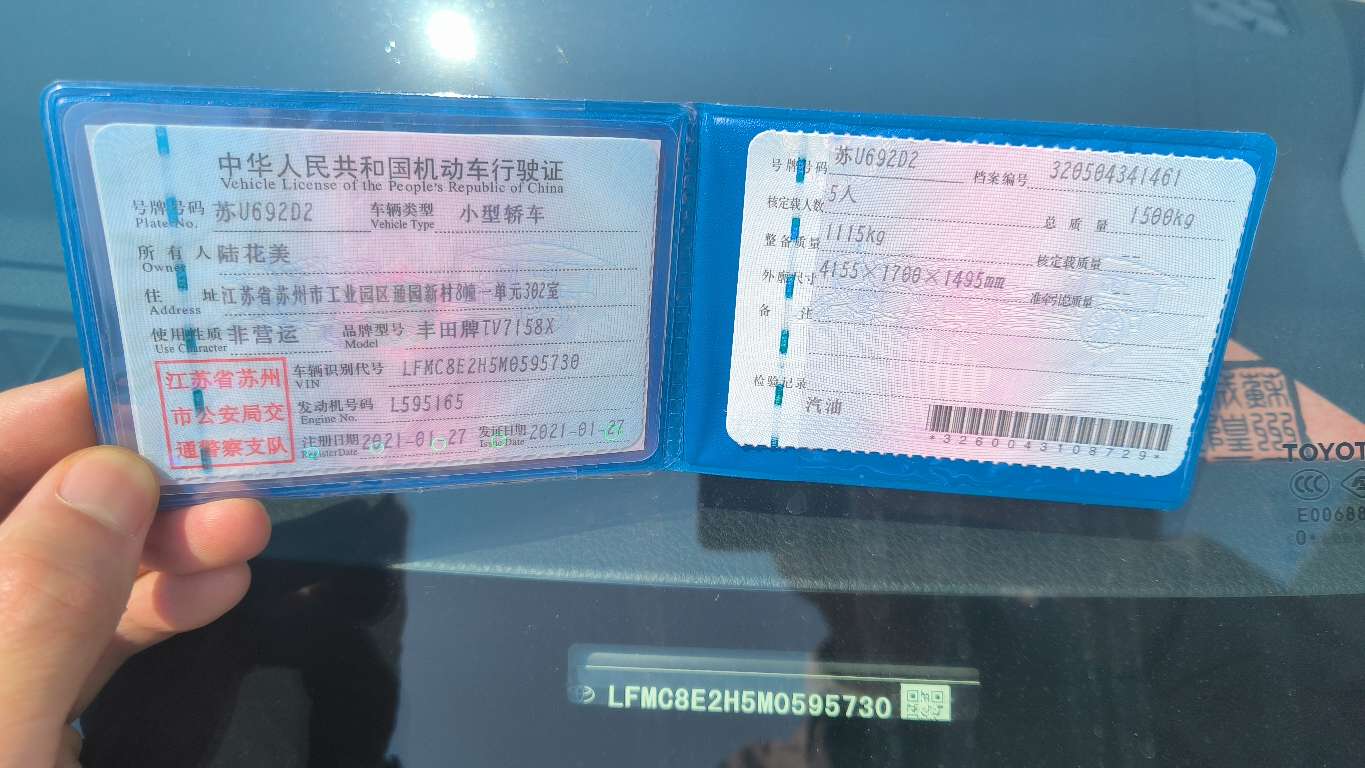 中华人民共和国机动车行驶证
Vehicle License of the People's Republic of China
号牌号码 苏U692D2 车辆类型 小型轿车
Plate No. Vehicle Type
所有人 陆花美
Owner
住址 江苏省苏州市工业园区通园新村8幢一单元302室
Address
使用性质 非营运 品牌型号 丰田牌TV7158X
Use Character Model
江苏省苏州
市公安局交
通警察支队
车辆识别代号 LFMC8E2H5M0595730
VIN
发动机号码 L595165
Engine No.
注册日期 2021-01-27 发证日期 2021-01-27
Register Date Issue Date
号牌号码 苏U692D2 档案编号 320504341461
核定载人数 5人 总质量 1500kg
整备质量 1115kg 核定载质量 --
外廓尺寸 4155×1700×1495mm 准牵引总质量 --
备注
检验记录
汽油
*3260043108729*
TOYOT
CCC
E00688
LFMC8E2H5M0595730